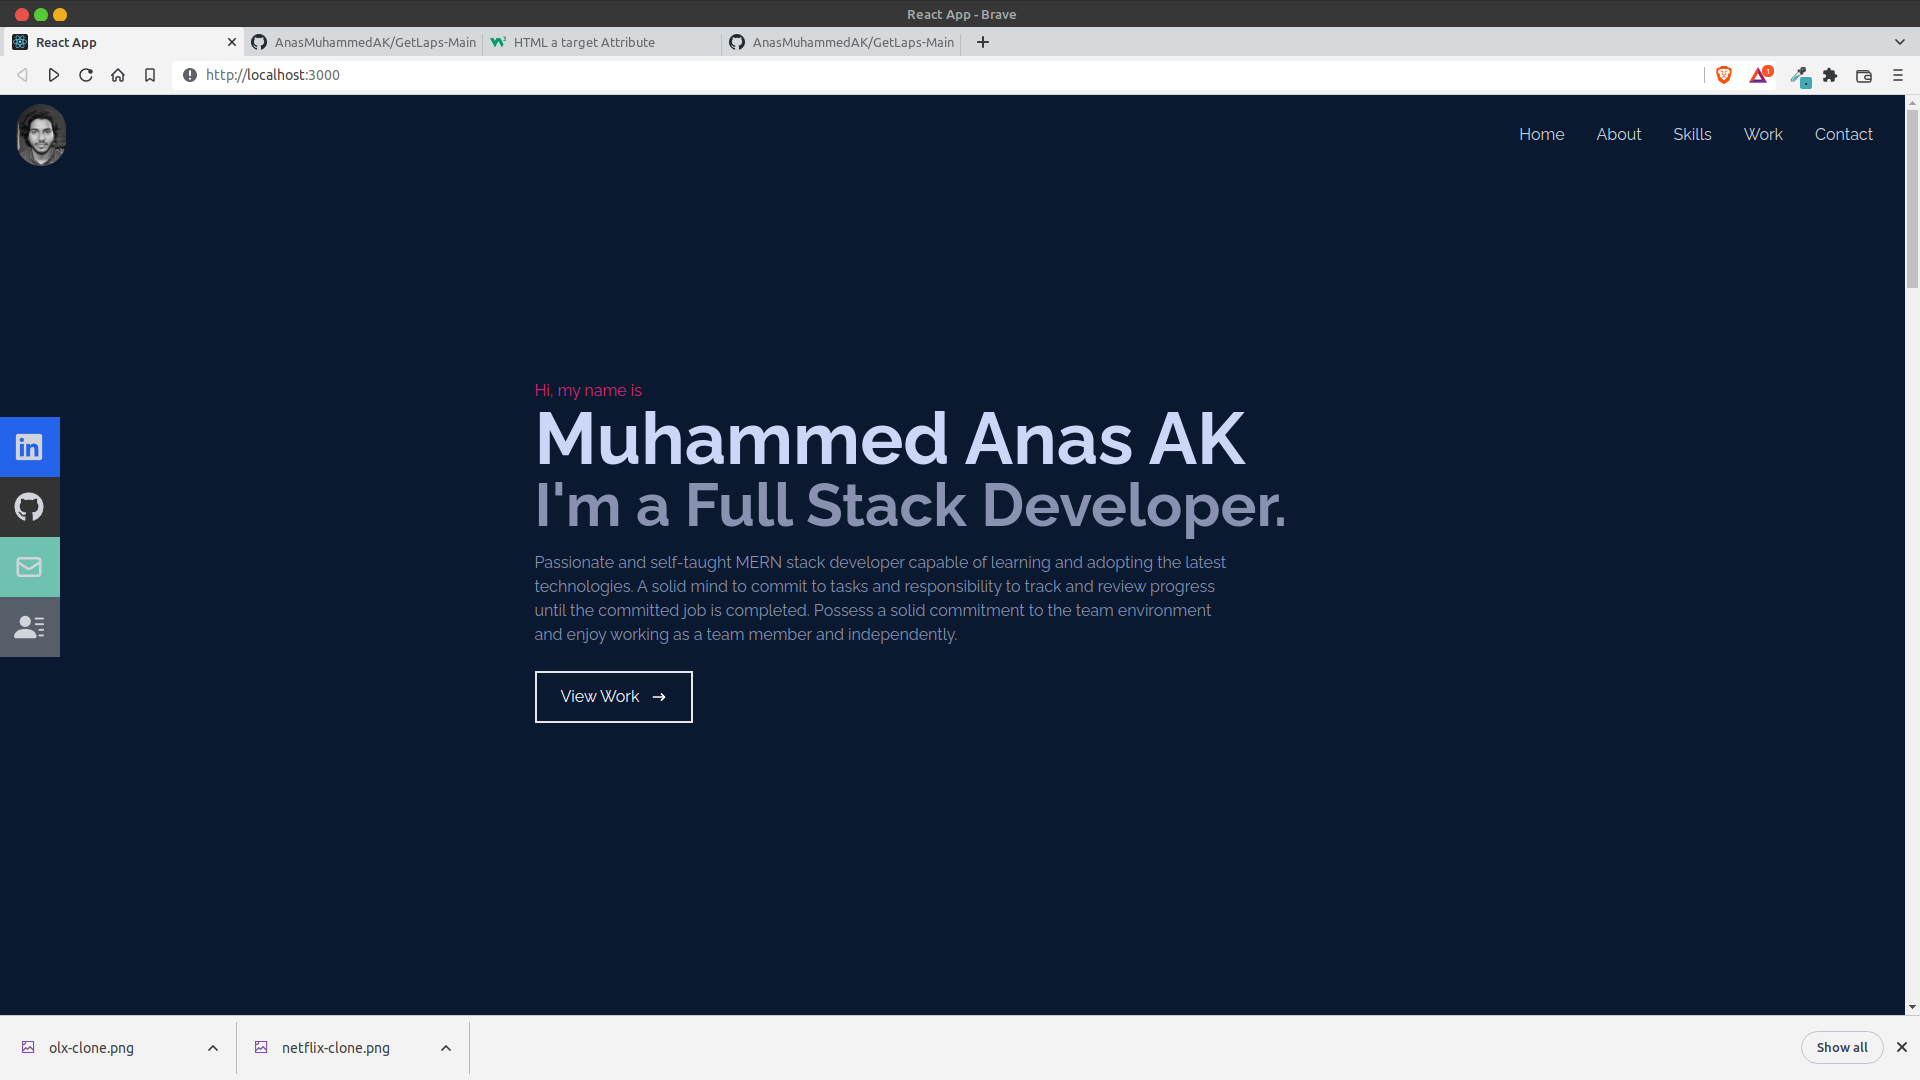 React App - Brave
React App
AnasMuhammedAK/GetLaps-Main
HTML a target Attribute
AnasMuhammedAK/GetLaps-Main
http://localhost:3000
1
Home
About
Skills
Work
Contact
Hi, my name is
Muhammed Anas AK
I'm a Full Stack Developer.
Passionate and self-taught MERN stack developer capable of learning and adopting the latest
technologies. A solid mind to commit to tasks and responsibility to track and review progress
until the committed job is completed. Possess a solid commitment to the team environment
and enjoy working as a team member and independently.
View Work →
in
olx-clone.png
netflix-clone.png
Show all